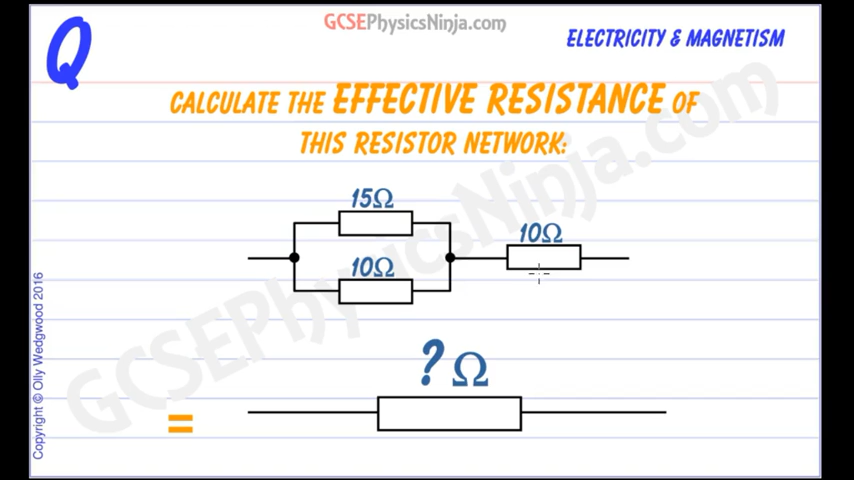 GCSEPhysicsNinja.com
Q
ELECTRICITY & MAGNETISM
CALCULATE THE EFFECTIVE RESISTANCE OF
THIS RESISTOR NETWORK:
15Ω
10Ω
10Ω
? Ω
=
GCSEPhysicsNinja.com
Copyright © Olly Wedgwood 2016